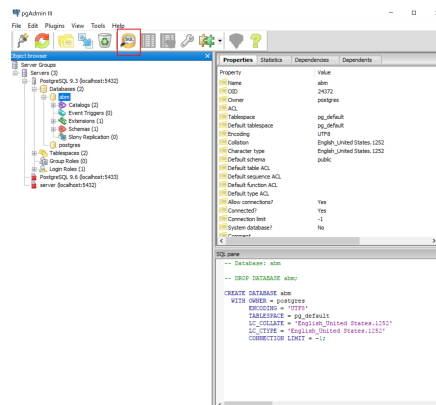 pgAdmin III
File Edit Plugins View Tools Help
SQL
Object browser
Server Groups
Servers (3)
PostgreSQL 9.3 (localhost:5432)
Databases (2)
abm
Catalogs (2)
Event Triggers (0)
Extensions (1)
Schemas (1)
Slony Replication (0)
postgres
Tablespaces (2)
Group Roles (0)
Login Roles (1)
PostgreSQL 9.6 (localhost:5433)
server (localhost:5432)
Properties Statistics Dependencies Dependents
Property Value
Name abm
OID 24372
Owner postgres
ACL
Tablespace pg_default
Default tablespace pg_default
Encoding UTF8
Collation English_United States.1252
Character type English_United States.1252
Default schema public
Default table ACL
Default sequence ACL
Default function ACL
Default type ACL
Allow connections? Yes
Connected? Yes
Connection limit -1
System database? No
Comment
SQL pane
-- Database: abm
-- DROP DATABASE abm;
CREATE DATABASE abm
WITH OWNER = postgres
ENCODING = 'UTF8'
TABLESPACE = pg_default
LC_COLLATE = 'English_United States.1252'
LC_CTYPE = 'English_United States.1252'
CONNECTION LIMIT = -1;